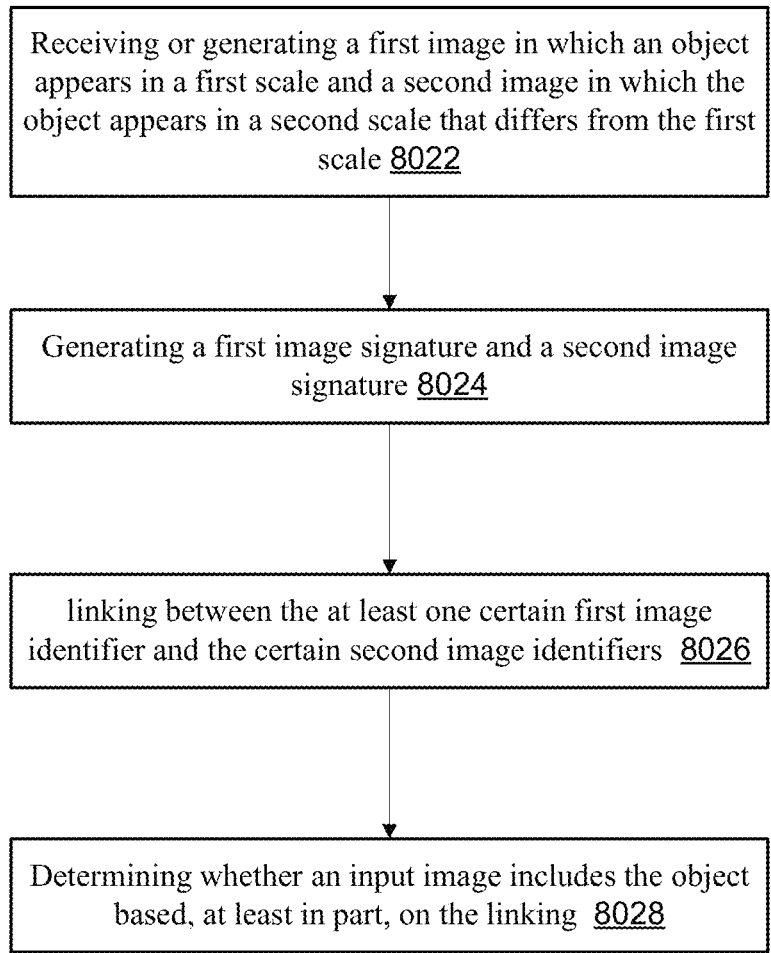 Receiving or generating a first image in which an object
appears in a first scale and a second image in which the
object appears in a second scale that differs from the first
scale 8022
Generating a first image signature and a second image
signature 8024
linking between the at least one certain first image
identifier and the certain second image identifiers 8026
Determining whether an input image includes the object
based, at least in part, on the linking 8028